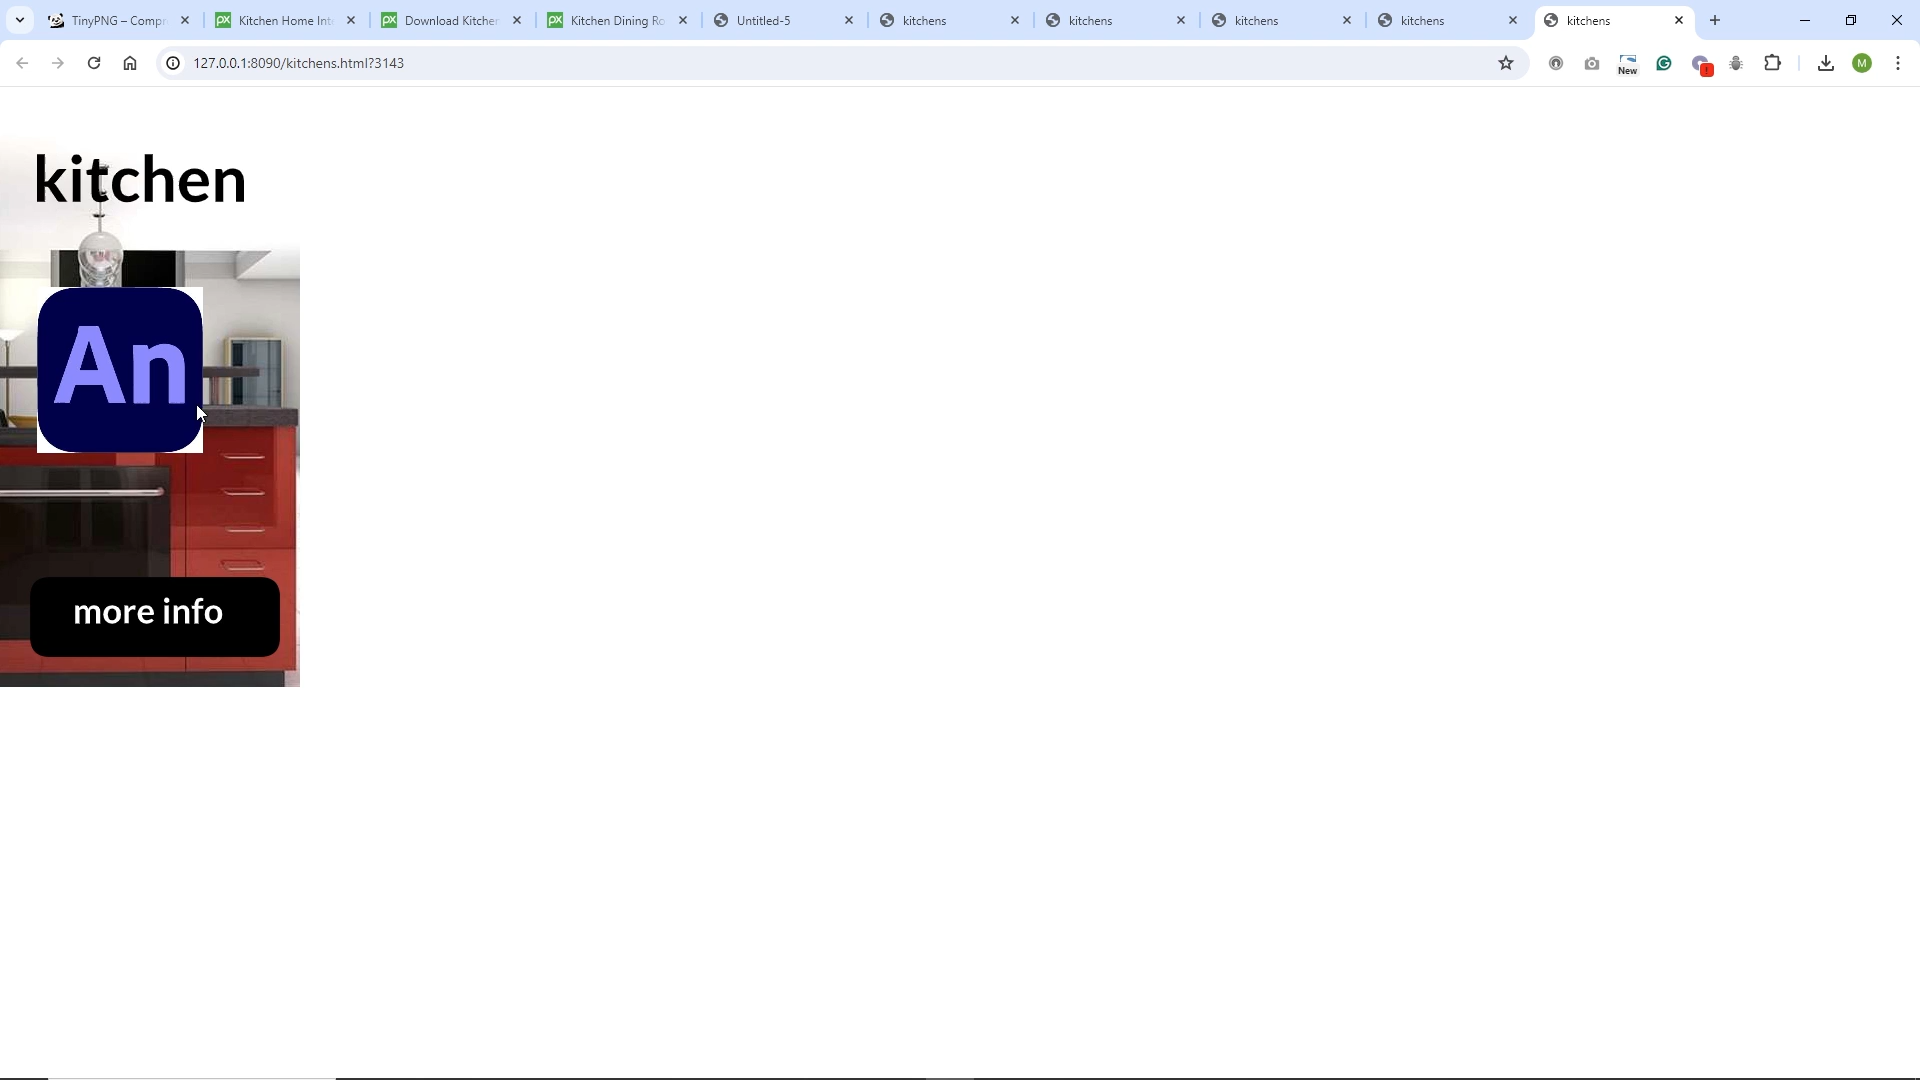 TinyPNG – Compr
Kitchen Home Int
Download Kitchen
Kitchen Dining Ro
Untitled-5
kitchens
kitchens
kitchens
kitchens
kitchens
127.0.0.1:8090/kitchens.html?3143
New
M
kitchen
An
more info